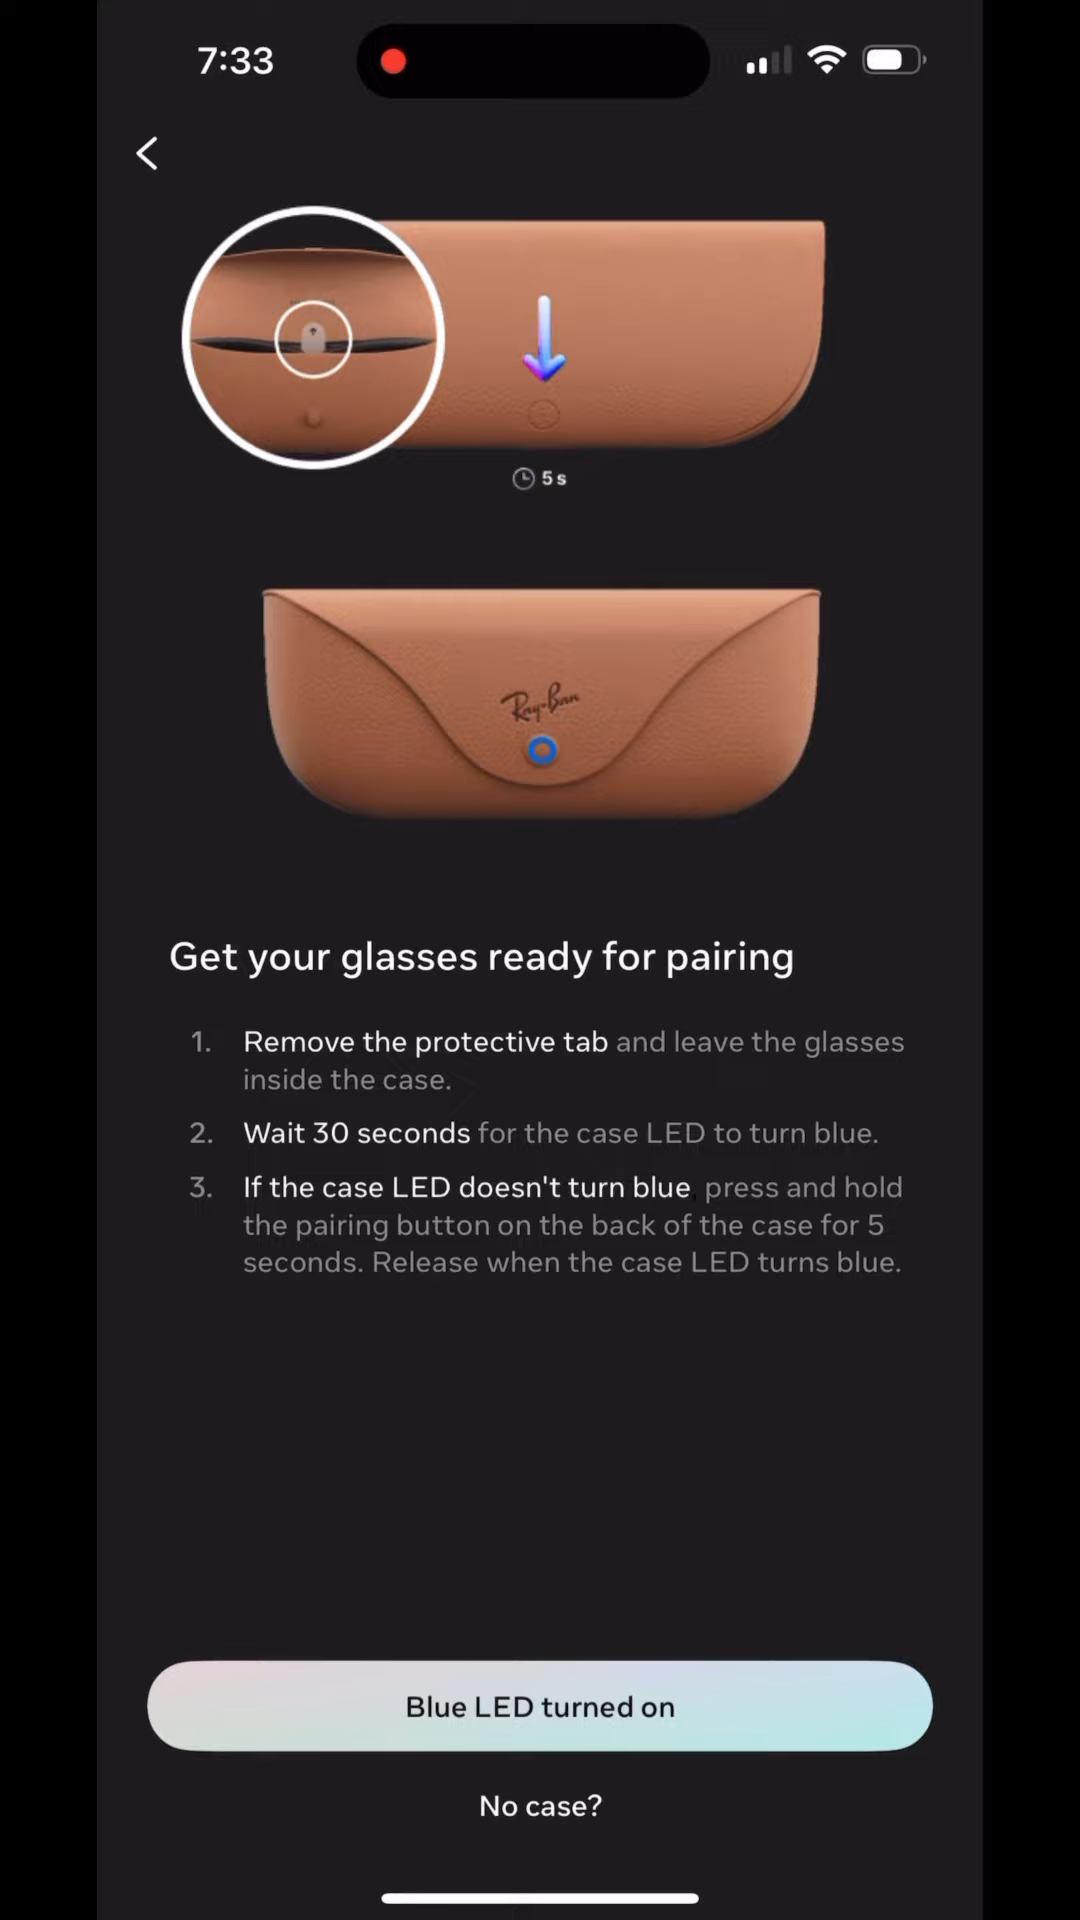 7:33
5 s
Ray-Ban
Get your glasses ready for pairing
1. Remove the protective tab and leave the glasses
inside the case.
2. Wait 30 seconds for the case LED to turn blue.
3. If the case LED doesn't turn blue, press and hold
the pairing button on the back of the case for 5
seconds. Release when the case LED turns blue.
Blue LED turned on
No case?